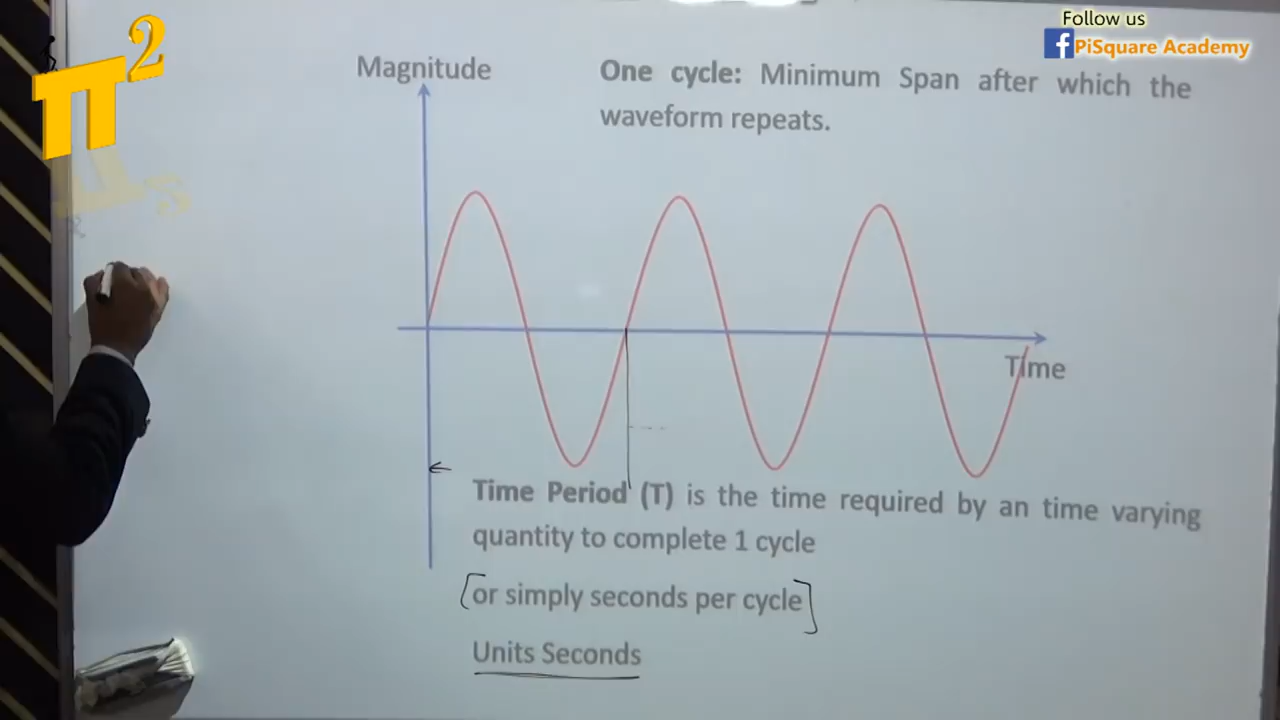 π²
Follow us
PiSquare Academy
Magnitude
One cycle: Minimum Span after which the
waveform repeats.
Time
Time Period (T) is the time required by an time varying
quantity to complete 1 cycle
[or simply seconds per cycle]
Units Seconds